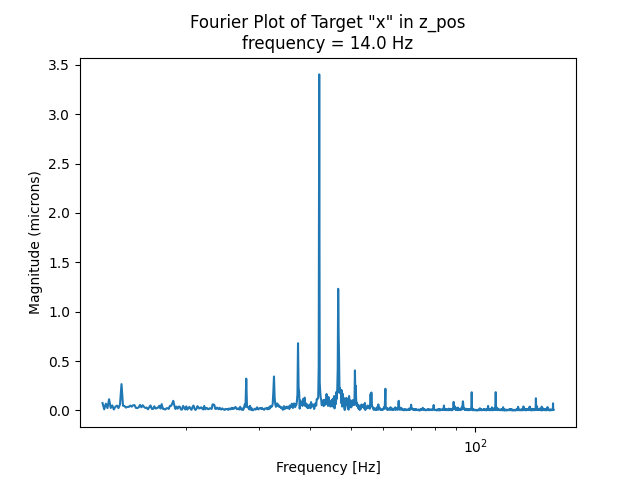 Fourier Plot of Target "x" in z_pos
frequency = 14.0 Hz
3.5
3.0
2.5
2.0
1.5
1.0
0.5
0.0
Magnitude (microns)
10²
Frequency [Hz]